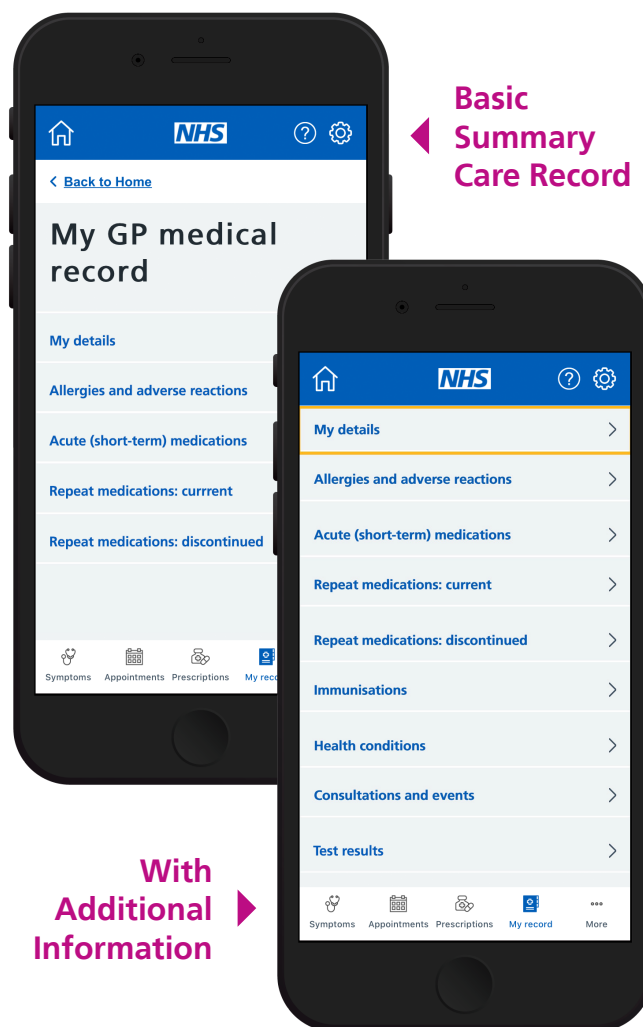 Basic
Summary
Care Record
NHS
Back to Home
My GP medical
record
My details
Allergies and adverse reactions
Acute (short-term) medications
Repeat medications: currrent
Repeat medications: discontinued
Symptoms Appointments Prescriptions
NHS
My details
Allergies and adverse reactions
Acute (short-term) medications
Repeat medications: current
Repeat medications: discontinued
Immunisations
Health conditions
Consultations and events
Test results
Symptoms Appointments Prescriptions My record More
With
Additional
Information